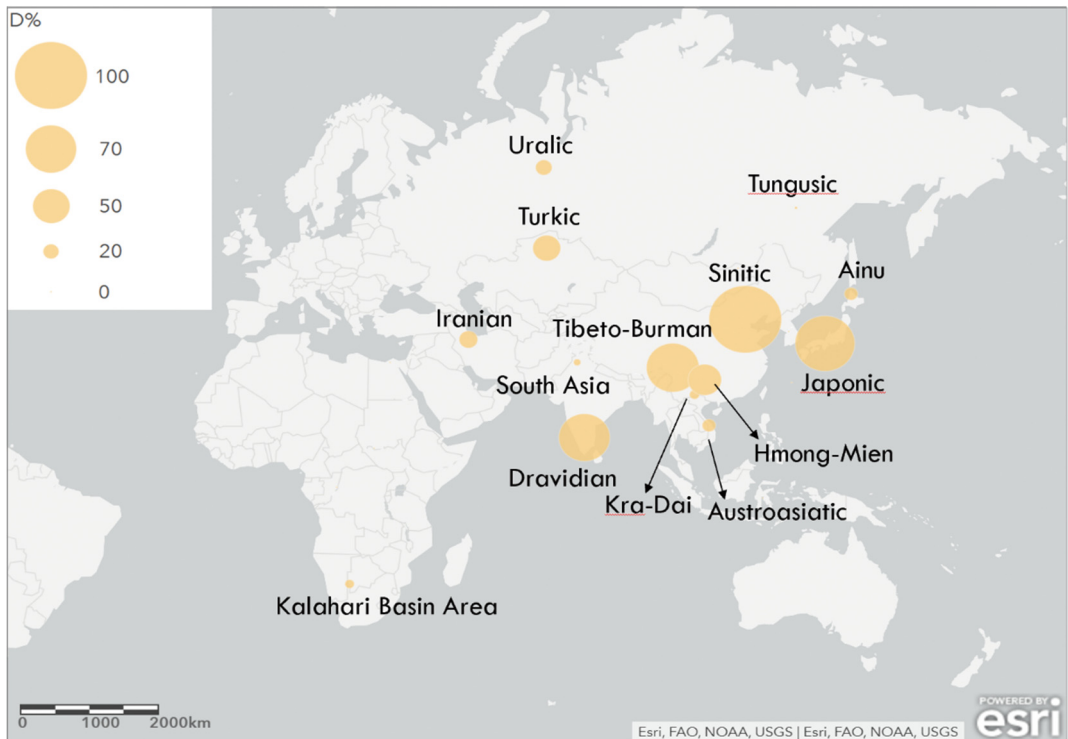 D%
100
70
50
20
0
Uralic
Tungusic
Turkic
Sinitic
Ainu
Iranian
Tibeto-Burman
South Asia
Japonic
Hmong-Mien
Dravidian
Kra-Dai
Austroasiatic
Kalahari Basin Area
0 1000 2000km
Esri, FAO, NOAA, USGS | Esri, FAO, NOAA, USGS
POWERED BY
esri